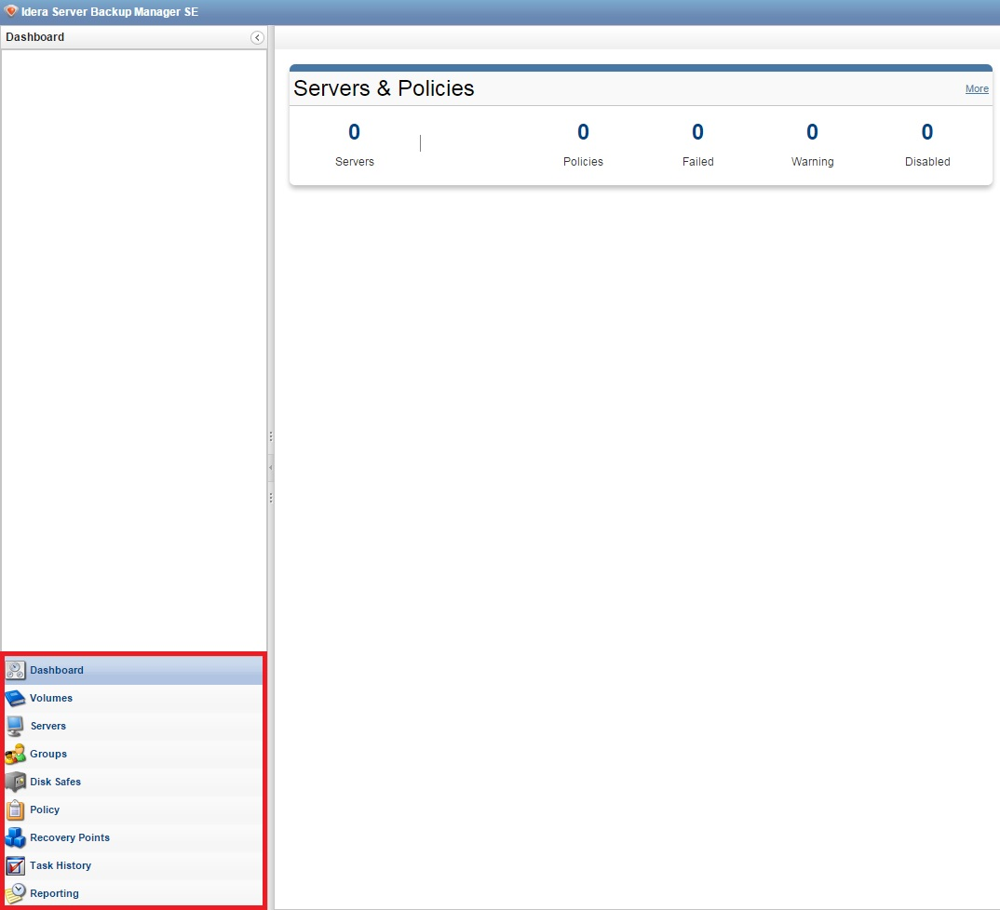 Idera Server Backup Manager SE
Dashboard
Servers & Policies
More
0 0 0 0 0
Servers Policies Failed Warning Disabled
Dashboard
Volumes
Servers
Groups
Disk Safes
Policy
Recovery Points
Task History
Reporting